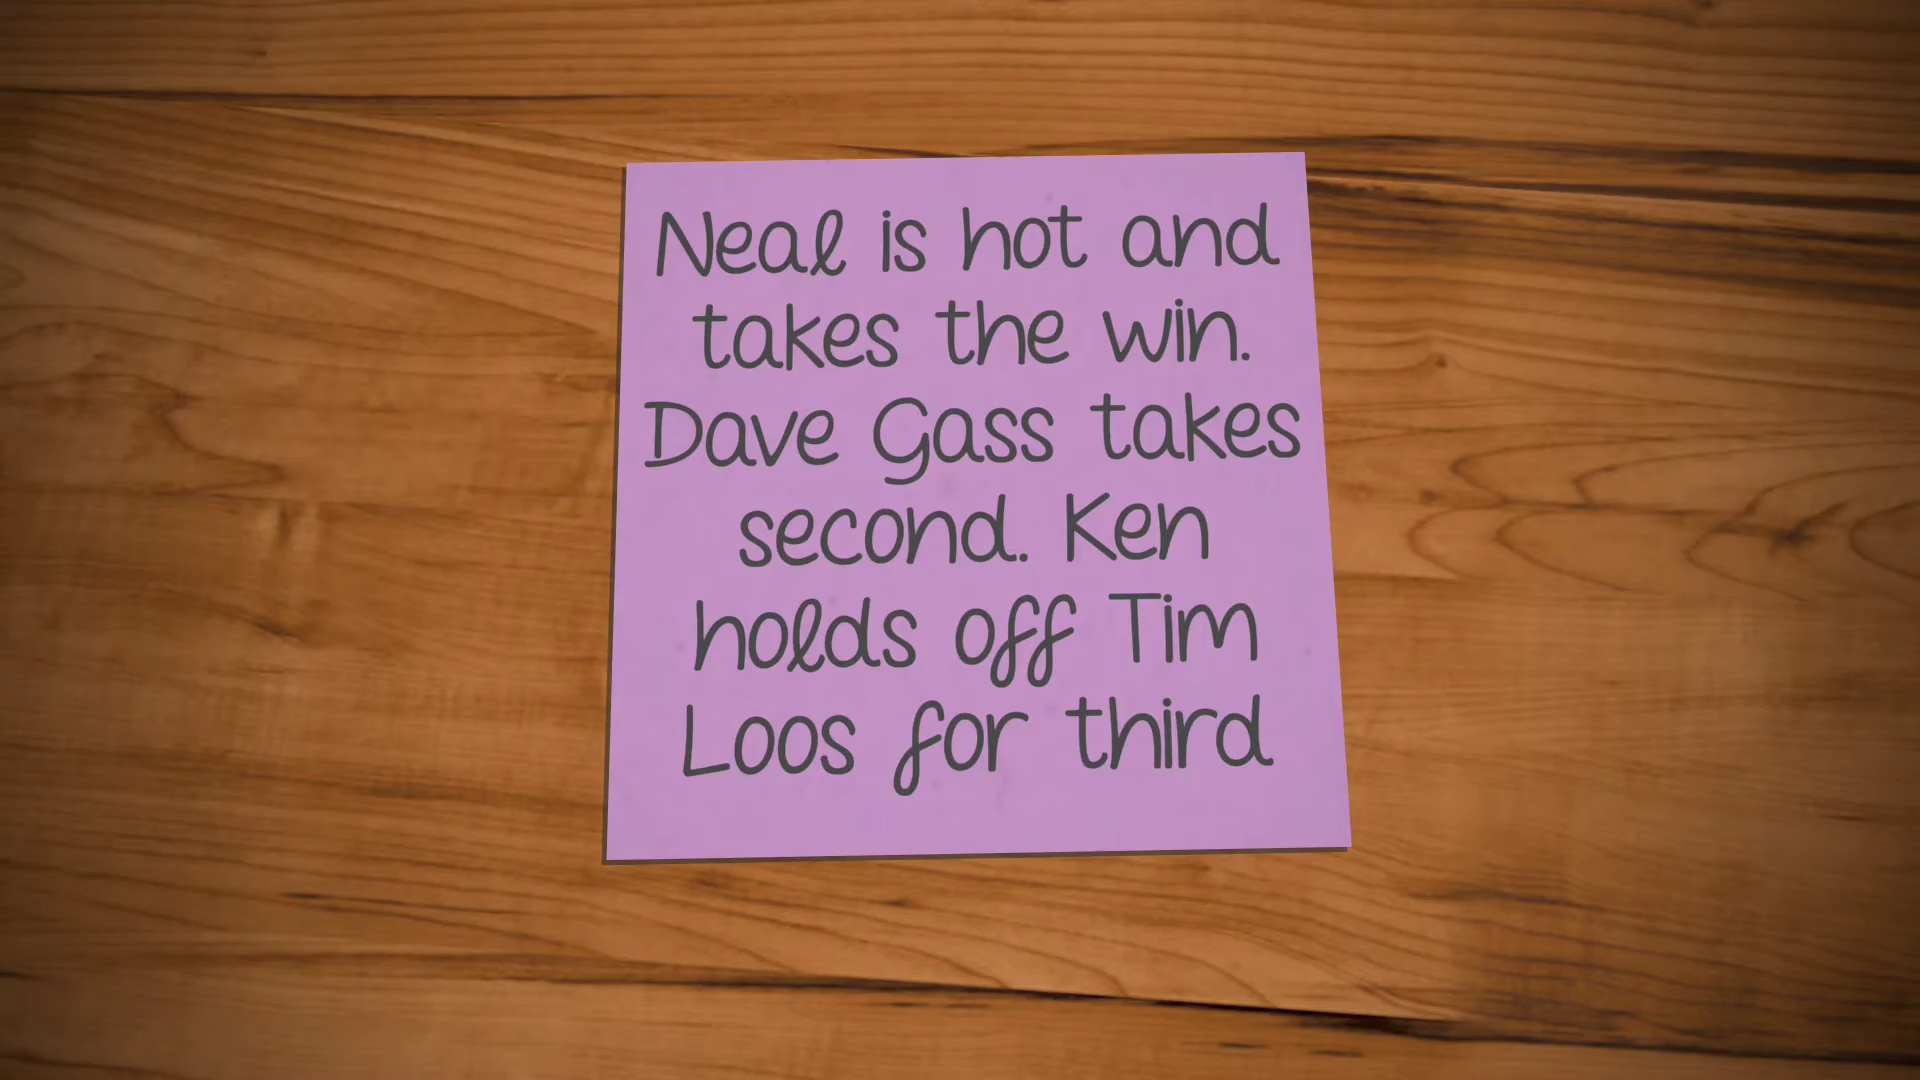 Neal is hot and
takes the win.
Dave Gass takes
second. Ken
holds off Tim
Loos for third